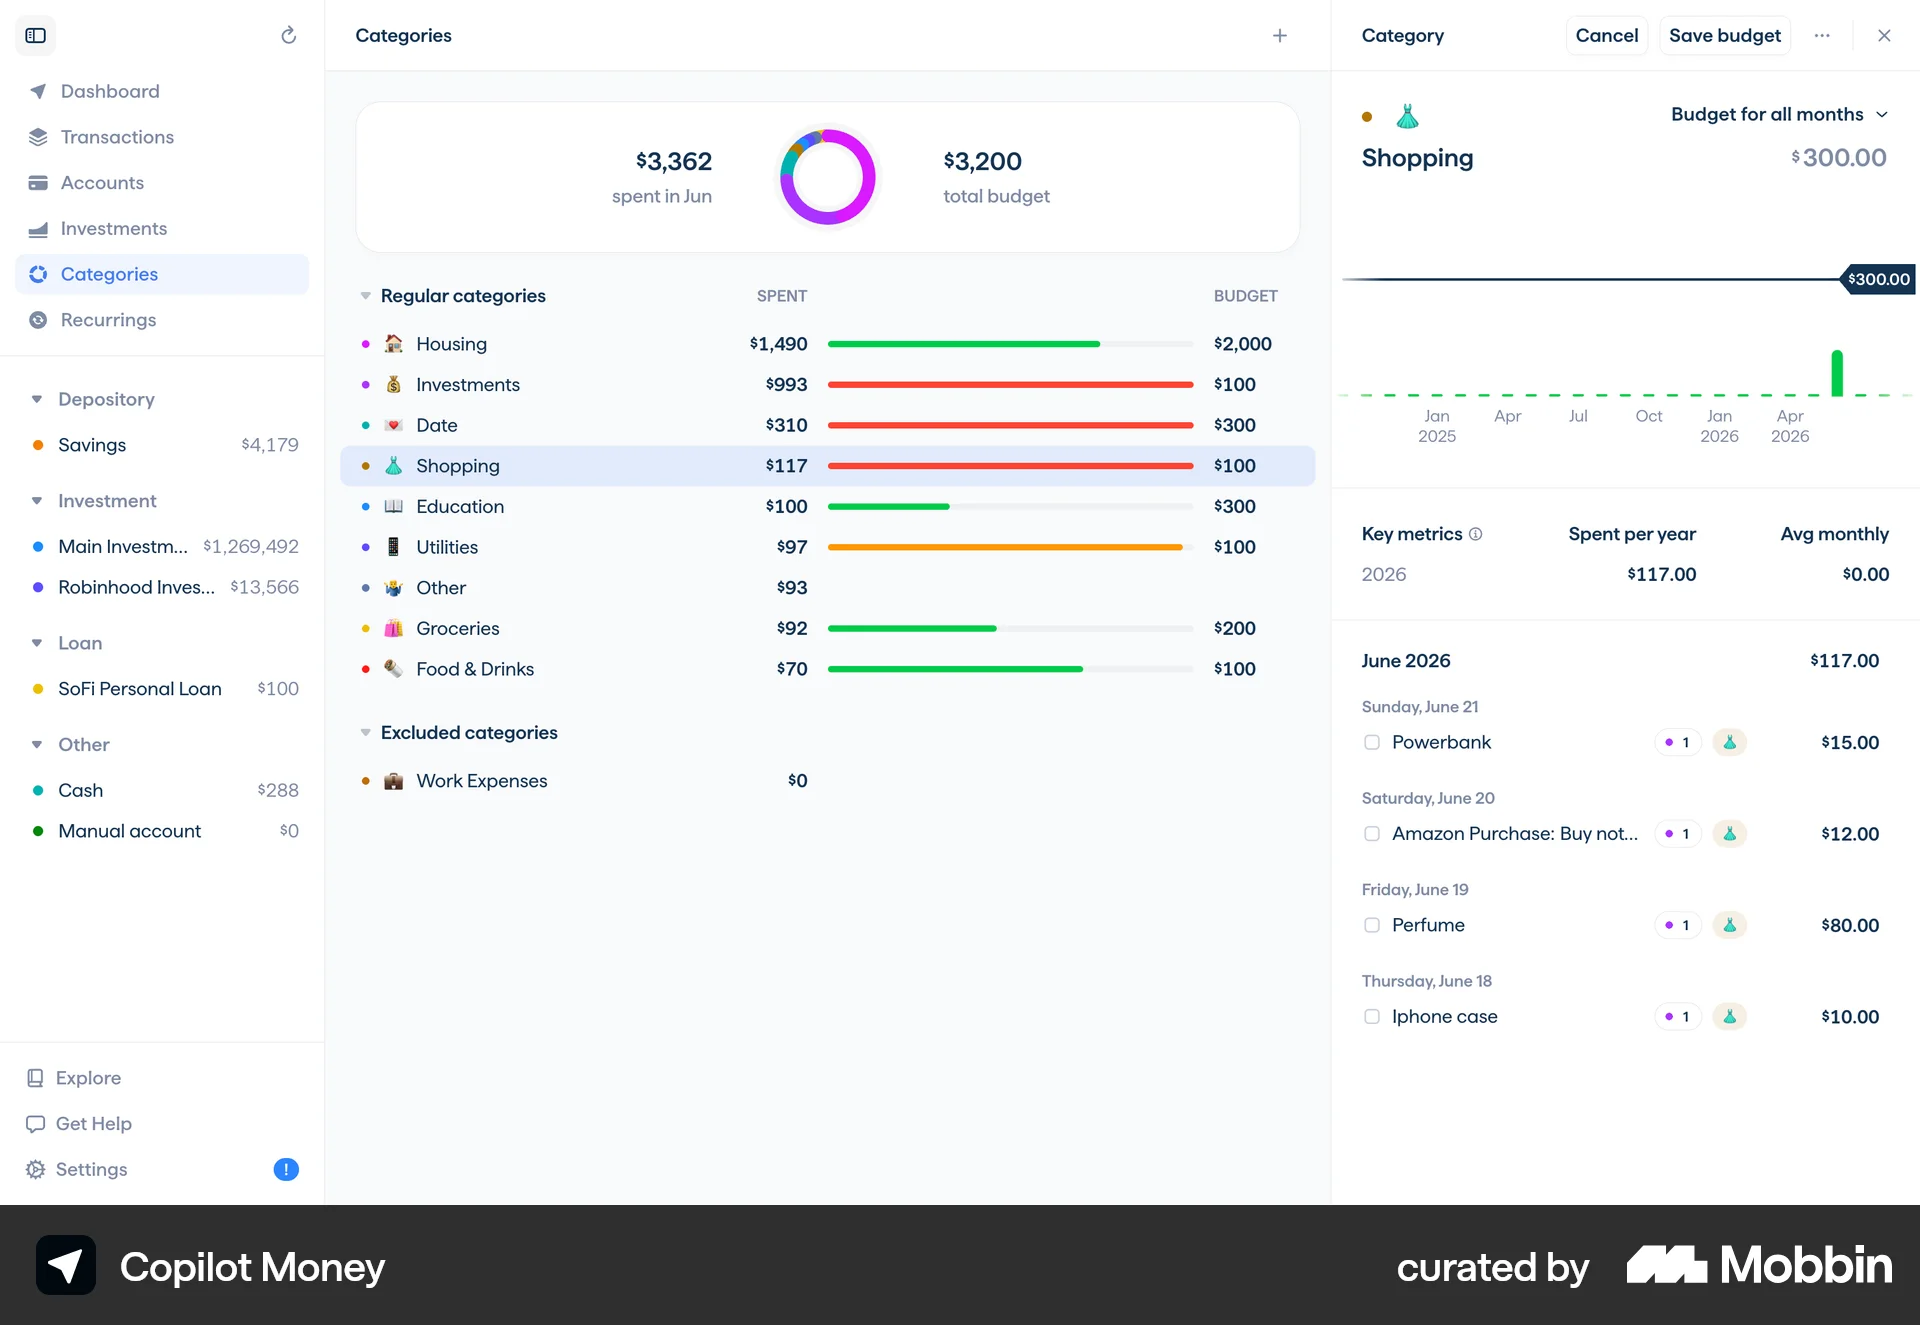 Dashboard
Transactions
Accounts
Investments
Categories
Recurrings
Depository
Savings $4,179
Investment
Main Investm... $1,269,492
Robinhood Inves... $13,566
Loan
SoFi Personal Loan $100
Other
Cash $288
Manual account $0
Explore
Get Help
Settings !
Categories
$3,362
spent in Jun
$3,200
total budget
Regular categories SPENT BUDGET
Housing $1,490 $2,000
Investments $993 $100
Date $310 $300
Shopping $117 $100
Education $100 $300
Utilities $97 $100
Other $93
Groceries $92 $200
Food & Drinks $70 $100
Excluded categories
Work Expenses $0
Category Cancel Save budget
Budget for all months
Shopping $300.00
$300.00
Jan 2025 Apr Jul Oct Jan 2026 Apr 2026
Key metrics Spent per year Avg monthly
2026 $117.00 $0.00
June 2026 $117.00
Sunday, June 21
Powerbank 1 $15.00
Saturday, June 20
Amazon Purchase: Buy not... 1 $12.00
Friday, June 19
Perfume 1 $80.00
Thursday, June 18
Iphone case 1 $10.00
Copilot Money
curated by Mobbin